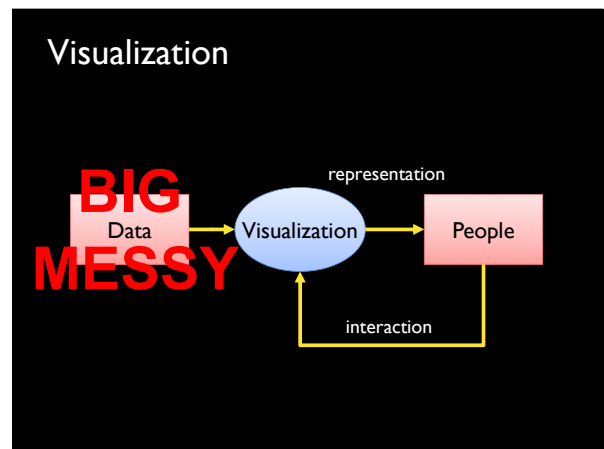 Visualization
representation
BIG
Data
Visualization
People
MESSY
interaction